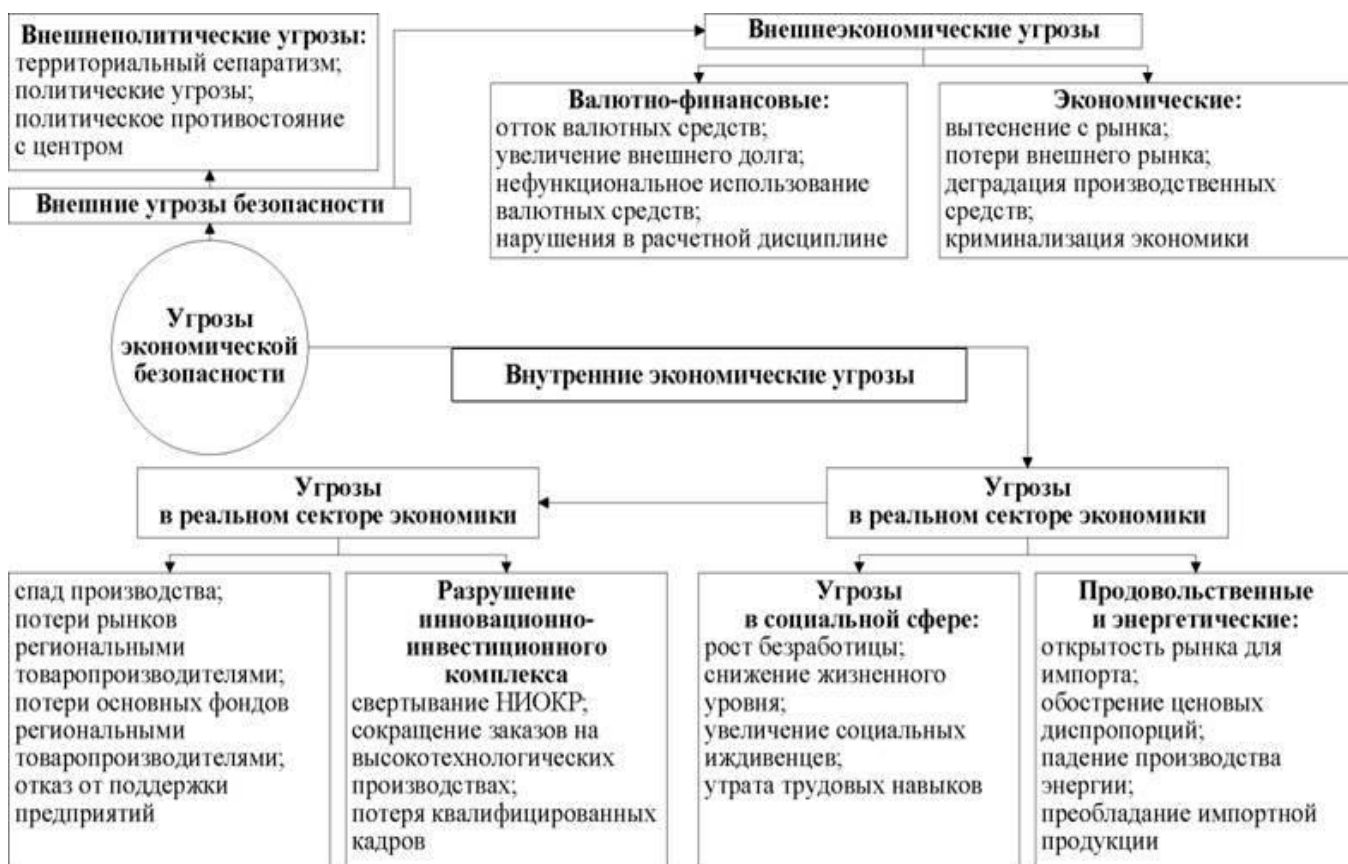 Внешнеполитические угрозы:
территориальный сепаратизм;
политические угрозы;
политическое противостояние
с центром
Внешние угрозы безопасности
Внешнеэкономические угрозы
Валютно-финансовые:
отток валютных средств;
увеличение внешнего долга;
нефункциональное использование
валютных средств;
нарушения в расчетной дисциплине
Экономические:
вытеснение с рынка;
потери внешнего рынка;
деградация производственных
средств;
криминализация экономики
Угрозы
экономической
безопасности
Внутренние экономические угрозы
Угрозы
в реальном секторе экономики
Угрозы
в реальном секторе экономики
спад производства;
потери рынков
региональными
товаропроизводителями;
потери основных фондов
региональными
товаропроизводителями;
отказ от поддержки
предприятий
Разрушение
инновационно-
инвестиционного
комплекса
свертывание НИОКР;
сокращение заказов на
высокотехнологических
производствах;
потеря квалифицированных
кадров
Угрозы
в социальной сфере:
рост безработицы;
снижение жизненного
уровня;
увеличение социальных
иждивенцев;
утрата трудовых навыков
Продовольственные
и энергетические:
открытость рынка для
импорта;
обострение ценовых
диспропорций;
падение производства
энергии;
преобладание импортной
продукции